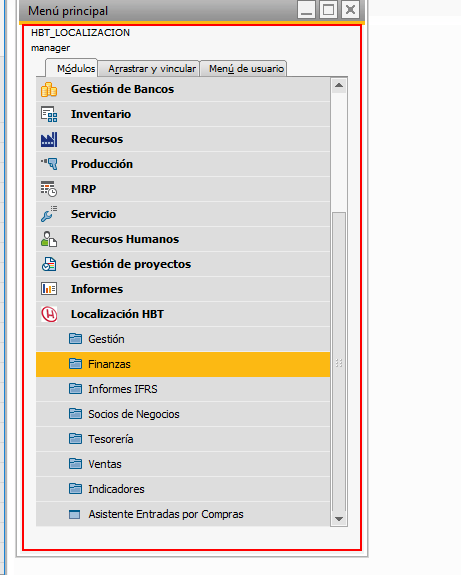 Menú principal
HBT_LOCALIZACION
manager
Módulos Arrastrar y vincular Menú de usuario
Gestión de Bancos
Inventario
Recursos
Producción
MRP
Servicio
Recursos Humanos
Gestión de proyectos
Informes
Localización HBT
Gestión
Finanzas
Informes IFRS
Socios de Negocios
Tesorería
Ventas
Indicadores
Asistente Entradas por Compras